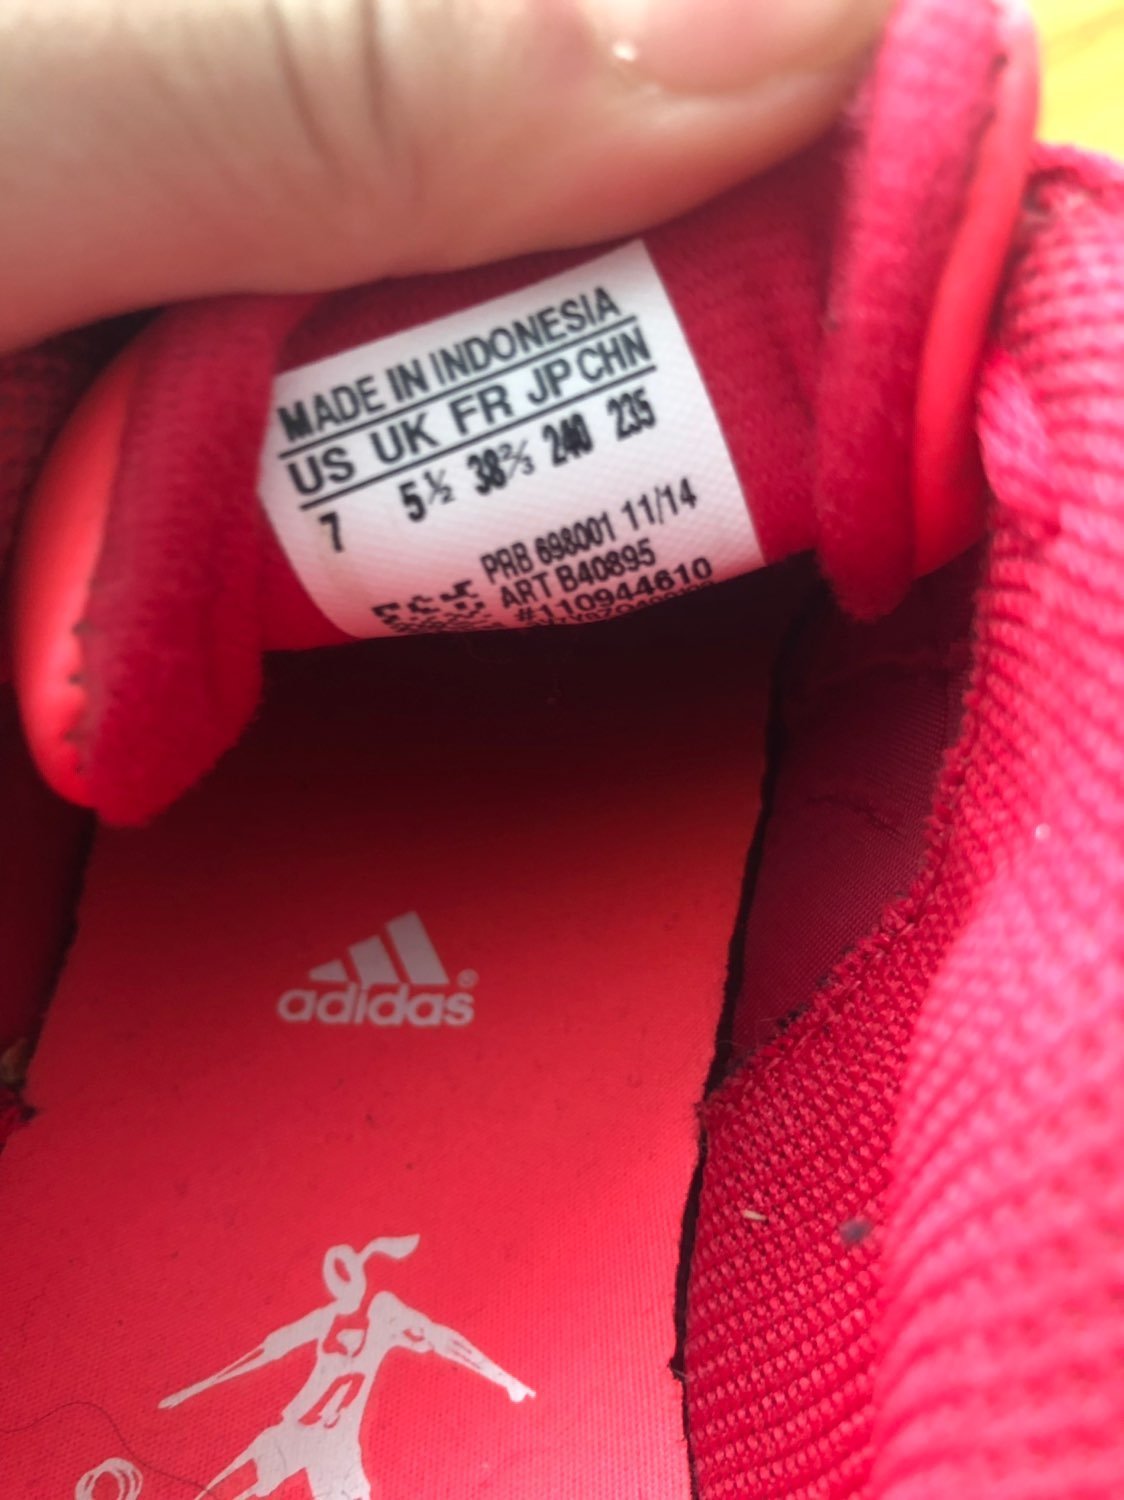 MADE IN INDONESIA
US UK FR JP CHN
7 5½ 38⅔ 240 235
PRB 698001 11/14
ART B40895
#110944610
adidas®